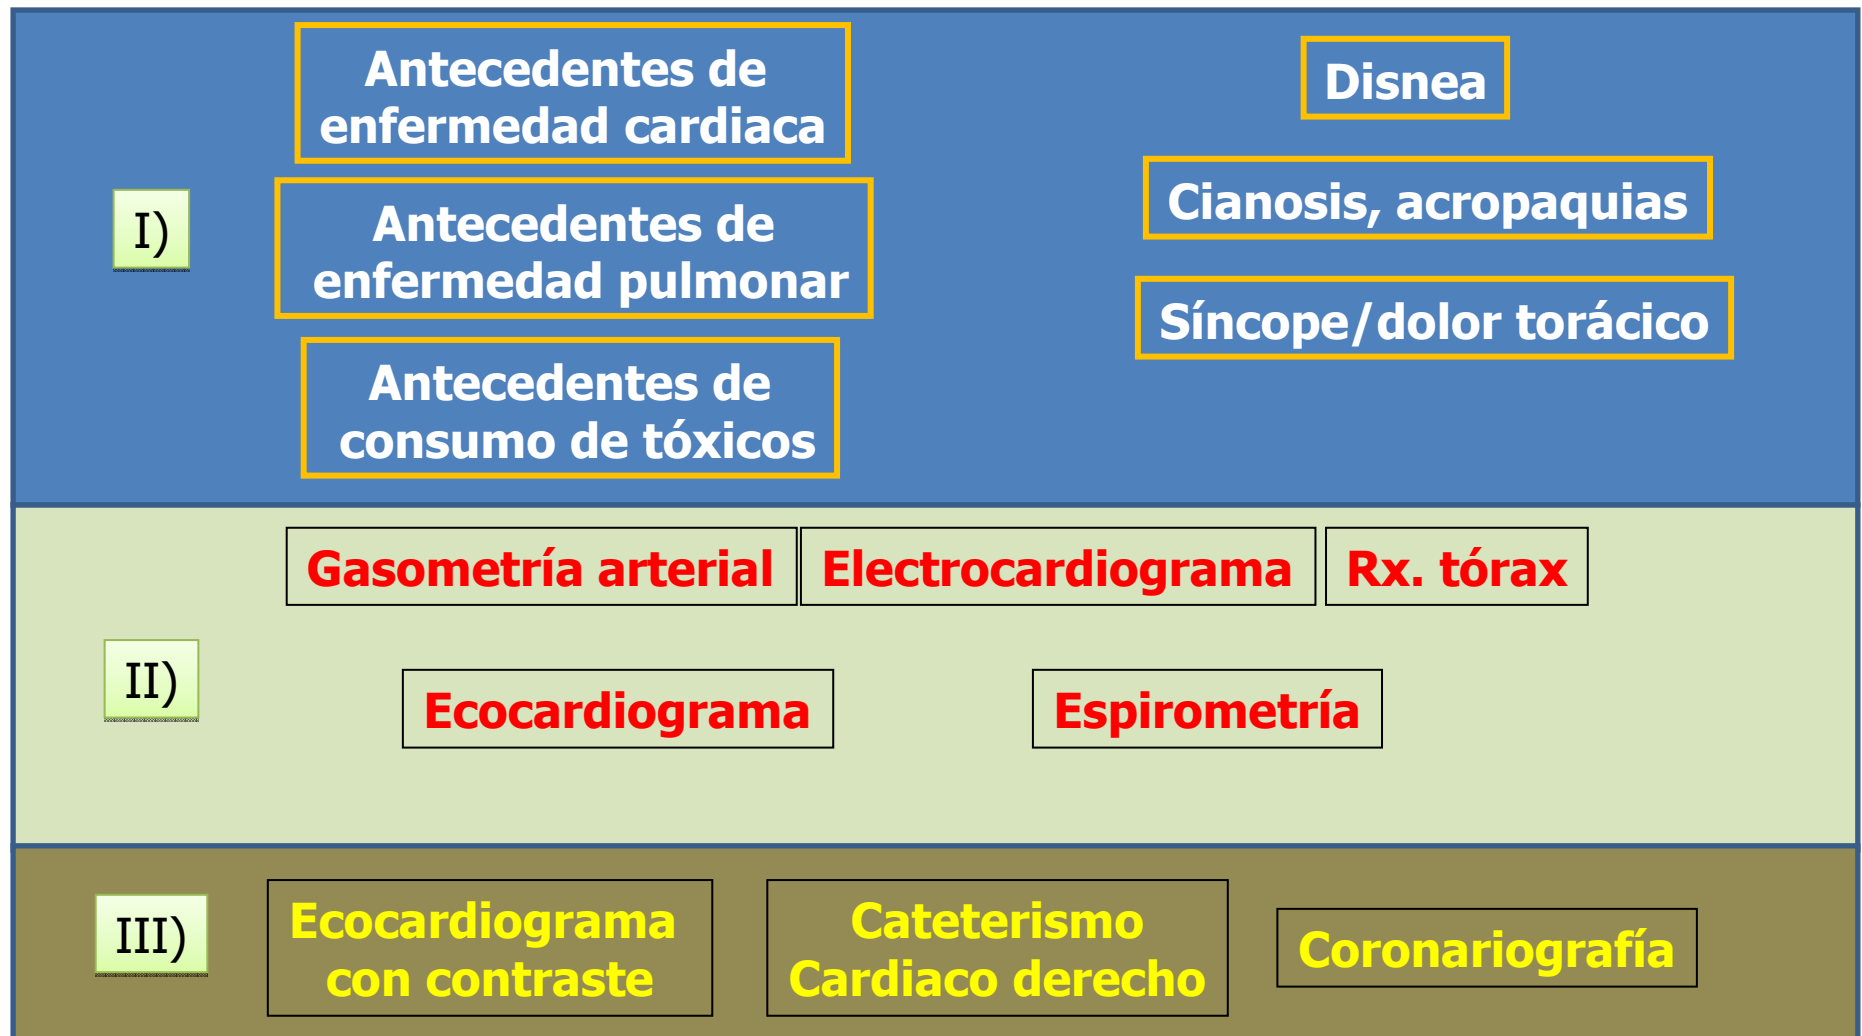 I)
Antecedentes de
enfermedad cardiaca
Antecedentes de
enfermedad pulmonar
Antecedentes de
consumo de tóxicos
Disnea
Cianosis, acropaquias
Síncope/dolor torácico
II)
Gasometría arterial
Electrocardiograma
Rx. tórax
Ecocardiograma
Espirometría
III)
Ecocardiograma
con contraste
Cateterismo
Cardiaco derecho
Coronariografía